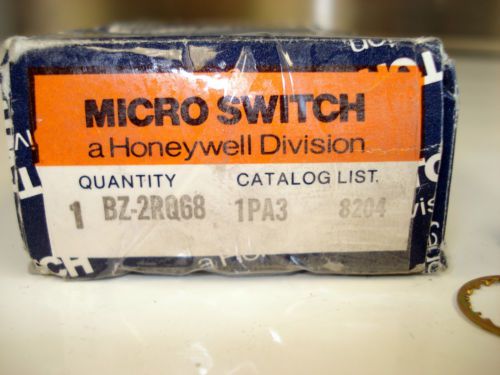 MICRO SWITCH
a Honeywell Division
QUANTITY CATALOG LIST.
1 BZ-2RQ68 1PA3 8204